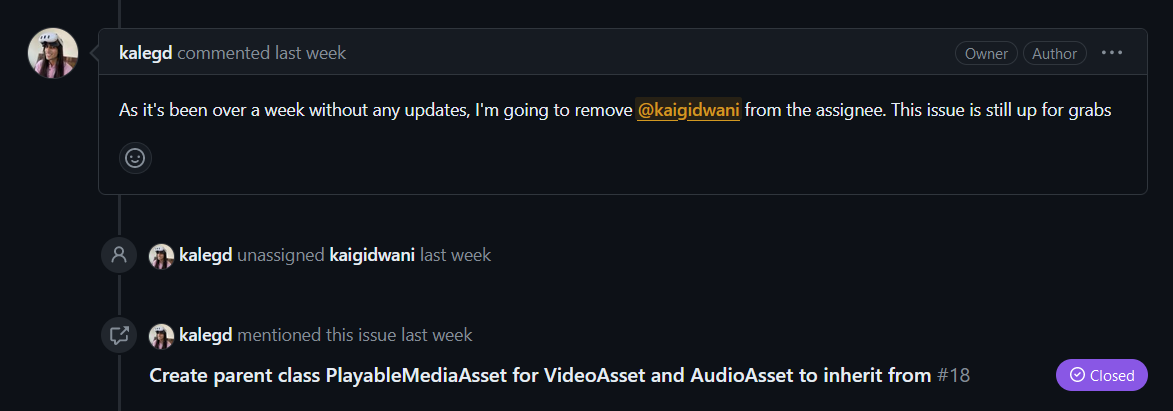 kalegd commented last week Owner Author
As it's been over a week without any updates, I'm going to remove @kaigidwani from the assignee. This issue is still up for grabs
kalegd unassigned kaigidwani last week
kalegd mentioned this issue last week
Create parent class PlayableMediaAsset for VideoAsset and AudioAsset to inherit from #18 Closed